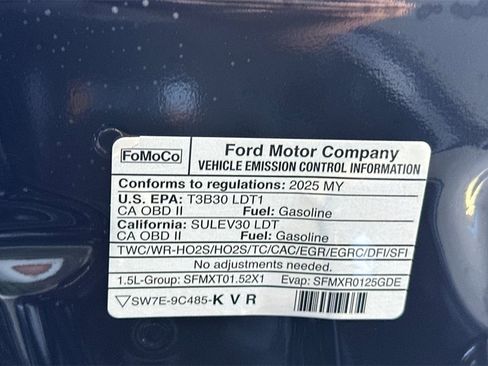 FoMoCo
Ford Motor Company
VEHICLE EMISSION CONTROL INFORMATION
Conforms to regulations: 2025 MY
U.S. EPA: T3B30 LDT1
CA OBD II Fuel: Gasoline
California: SULEV30 LDT
CA OBD II Fuel: Gasoline
TWC/WR-HO2S/HO2S/TC/CAC/EGR/EGRC/DFI/SFI
No adjustments needed.
1.5L-Group: SFMXT01.52X1 Evap: SFMXR0125GDE
SW7E-9C485-K V R